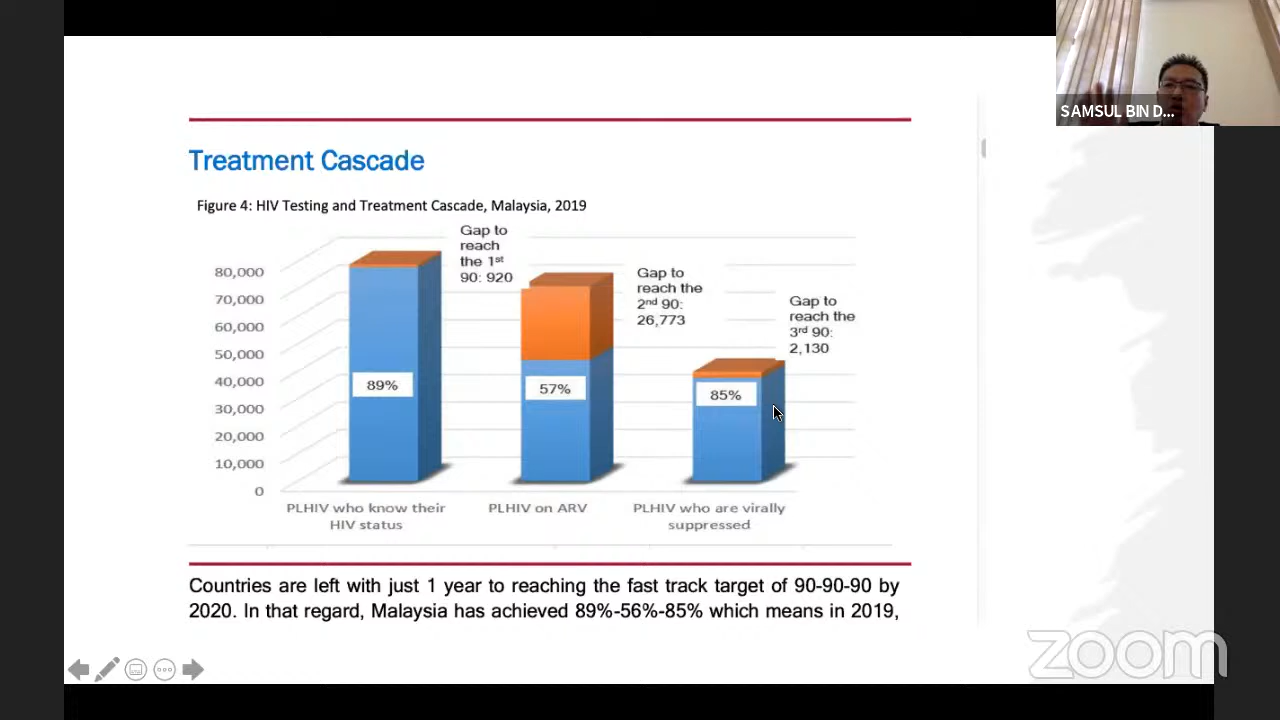 SAMSUL BIN D...
Treatment Cascade
Figure 4: HIV Testing and Treatment Cascade, Malaysia, 2019
Gap to
reach
the 1st
90: 920
Gap to
reach the
2nd 90:
26,773
Gap to
reach the
3rd 90:
2,130
80,000
70,000
60,000
50,000
40,000
30,000
20,000
10,000
0
89%
57%
85%
PLHIV who know their
HIV status
PLHIV on ARV
PLHIV who are virally
suppressed
Countries are left with just 1 year to reaching the fast track target of 90-90-90 by
2020. In that regard, Malaysia has achieved 89%-56%-85% which means in 2019,
zoom